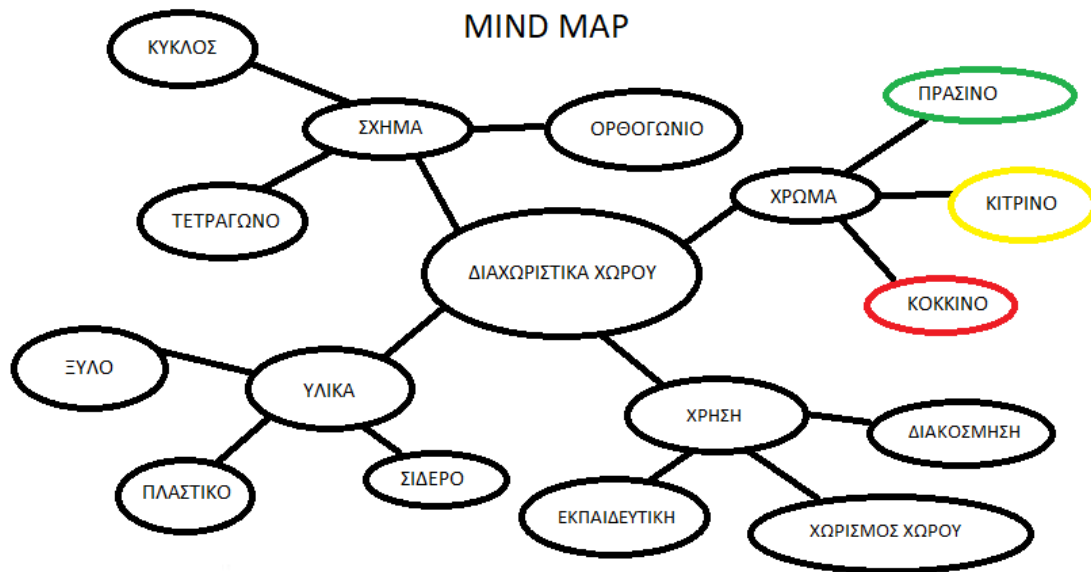 MIND MAP
ΚΥΚΛΟΣ
ΣΧΗΜΑ
ΟΡΘΟΓΩΝΙΟ
ΤΕΤΡΑΓΩΝΟ
ΠΡΑΣΙΝΟ
ΧΡΩΜΑ
ΚΙΤΡΙΝΟ
ΚΟΚΚΙΝΟ
ΔΙΑΧΩΡΙΣΤΙΚΑ ΧΩΡΟΥ
ΞΥΛΟ
ΥΛΙΚΑ
ΠΛΑΣΤΙΚΟ
ΣΙΔΕΡΟ
ΧΡΗΣΗ
ΔΙΑΚΟΣΜΗΣΗ
ΕΚΠΑΙΔΕΥΤΙΚΗ
ΧΩΡΙΣΜΟΣ ΧΩΡΟΥ